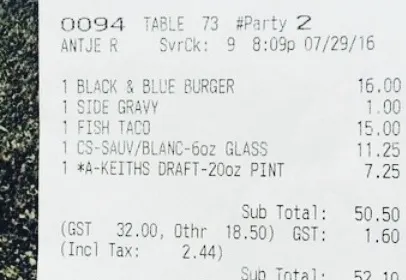 0094 TABLE 73 #Party 2
ANTJE R SvrCk: 9 8:09p 07/29/16
1 BLACK & BLUE BURGER 16.00
1 SIDE GRAVY 1.00
1 FISH TACO 15.00
1 CS-SAUV/BLANC-6oz GLASS 11.25
1 *A-KEITHS DRAFT-20oz PINT 7.25
Sub Total: 50.50
(GST 32.00, Othr 18.50) GST: 1.60
(Incl Tax: 2.44)
Sub Total: 52.10